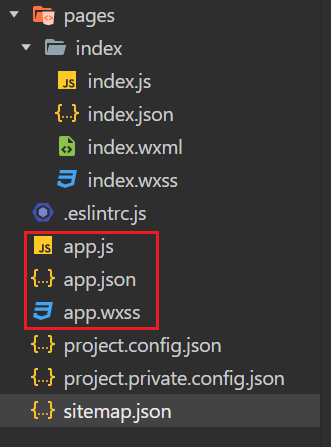 pages
index
JS index.js
{..} index.json
index.wxml
index.wxss
.eslintrc.js
JS app.js
{..} app.json
app.wxss
{..} project.config.json
{..} project.private.config.json
{..} sitemap.json